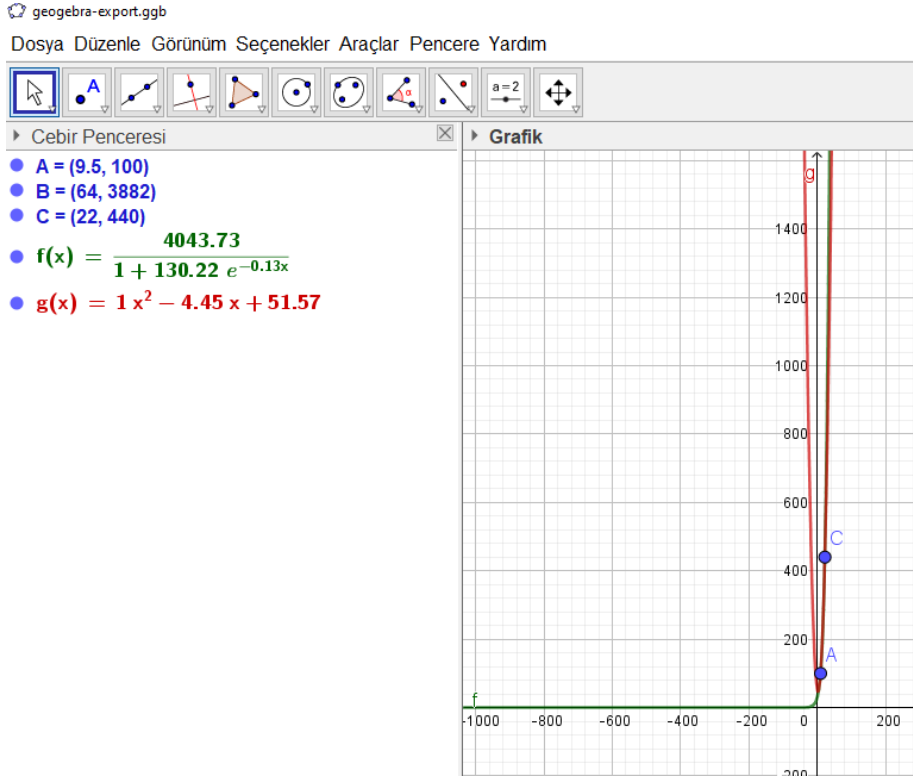 geogebra-export.ggb
Dosya Düzenle Görünüm Seçenekler Araçlar Pencere Yardım
A
α
a = 2
Cebir Penceresi
Grafik
A = (9.5, 100)
B = (64, 3882)
C = (22, 440)
f(x) = 4043.73 / 1 + 130.22 e^−0.13x
g(x) = 1 x² − 4.45 x + 51.57
g
1400
1200
1000
800
600
C
400
200
A
f
-1000 -800 -600 -400 -200 0 200
-200